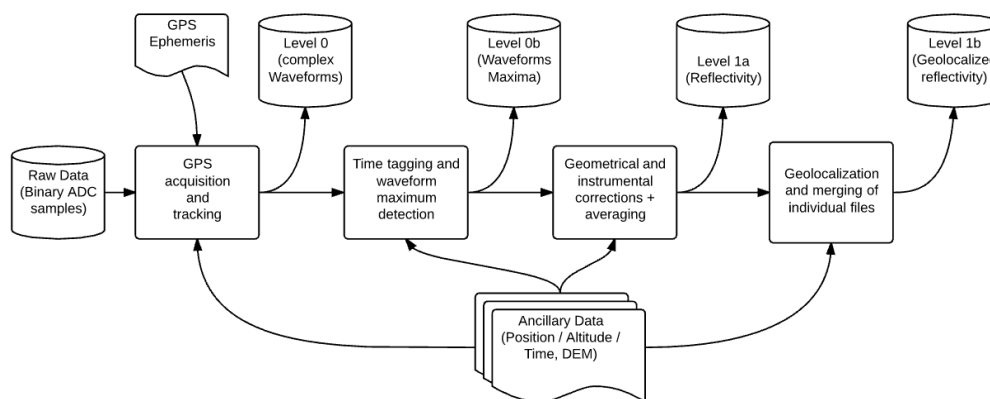 GPS
Ephemeris
Level 0
(complex
Waveforms)
Level 0b
(Waveforms
Maxima)
Level 1a
(Reflectivity)
Level 1b
(Geolocalized
reflectivity)
Raw Data
(Binary ADC
samples)
GPS
acquisition
and
tracking
Time tagging and
waveform
maximum
detection
Geometrical and
instrumental
corrections +
averaging
Geolocalization
and merging of
individual files
Ancillary Data
(Position / Altitude /
Time, DEM)